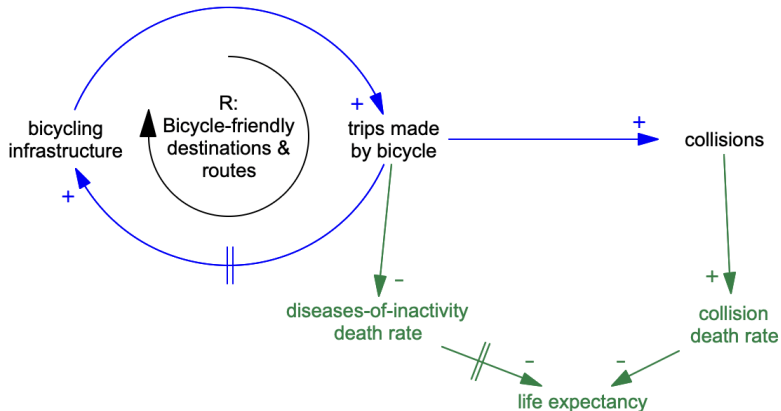 R:
Bicycle-friendly
destinations &
routes
bicycling
infrastructure
+
trips made
by bicycle
+
collisions
+
–
diseases-of-inactivity
death rate
+
collision
death rate
–
–
life expectancy